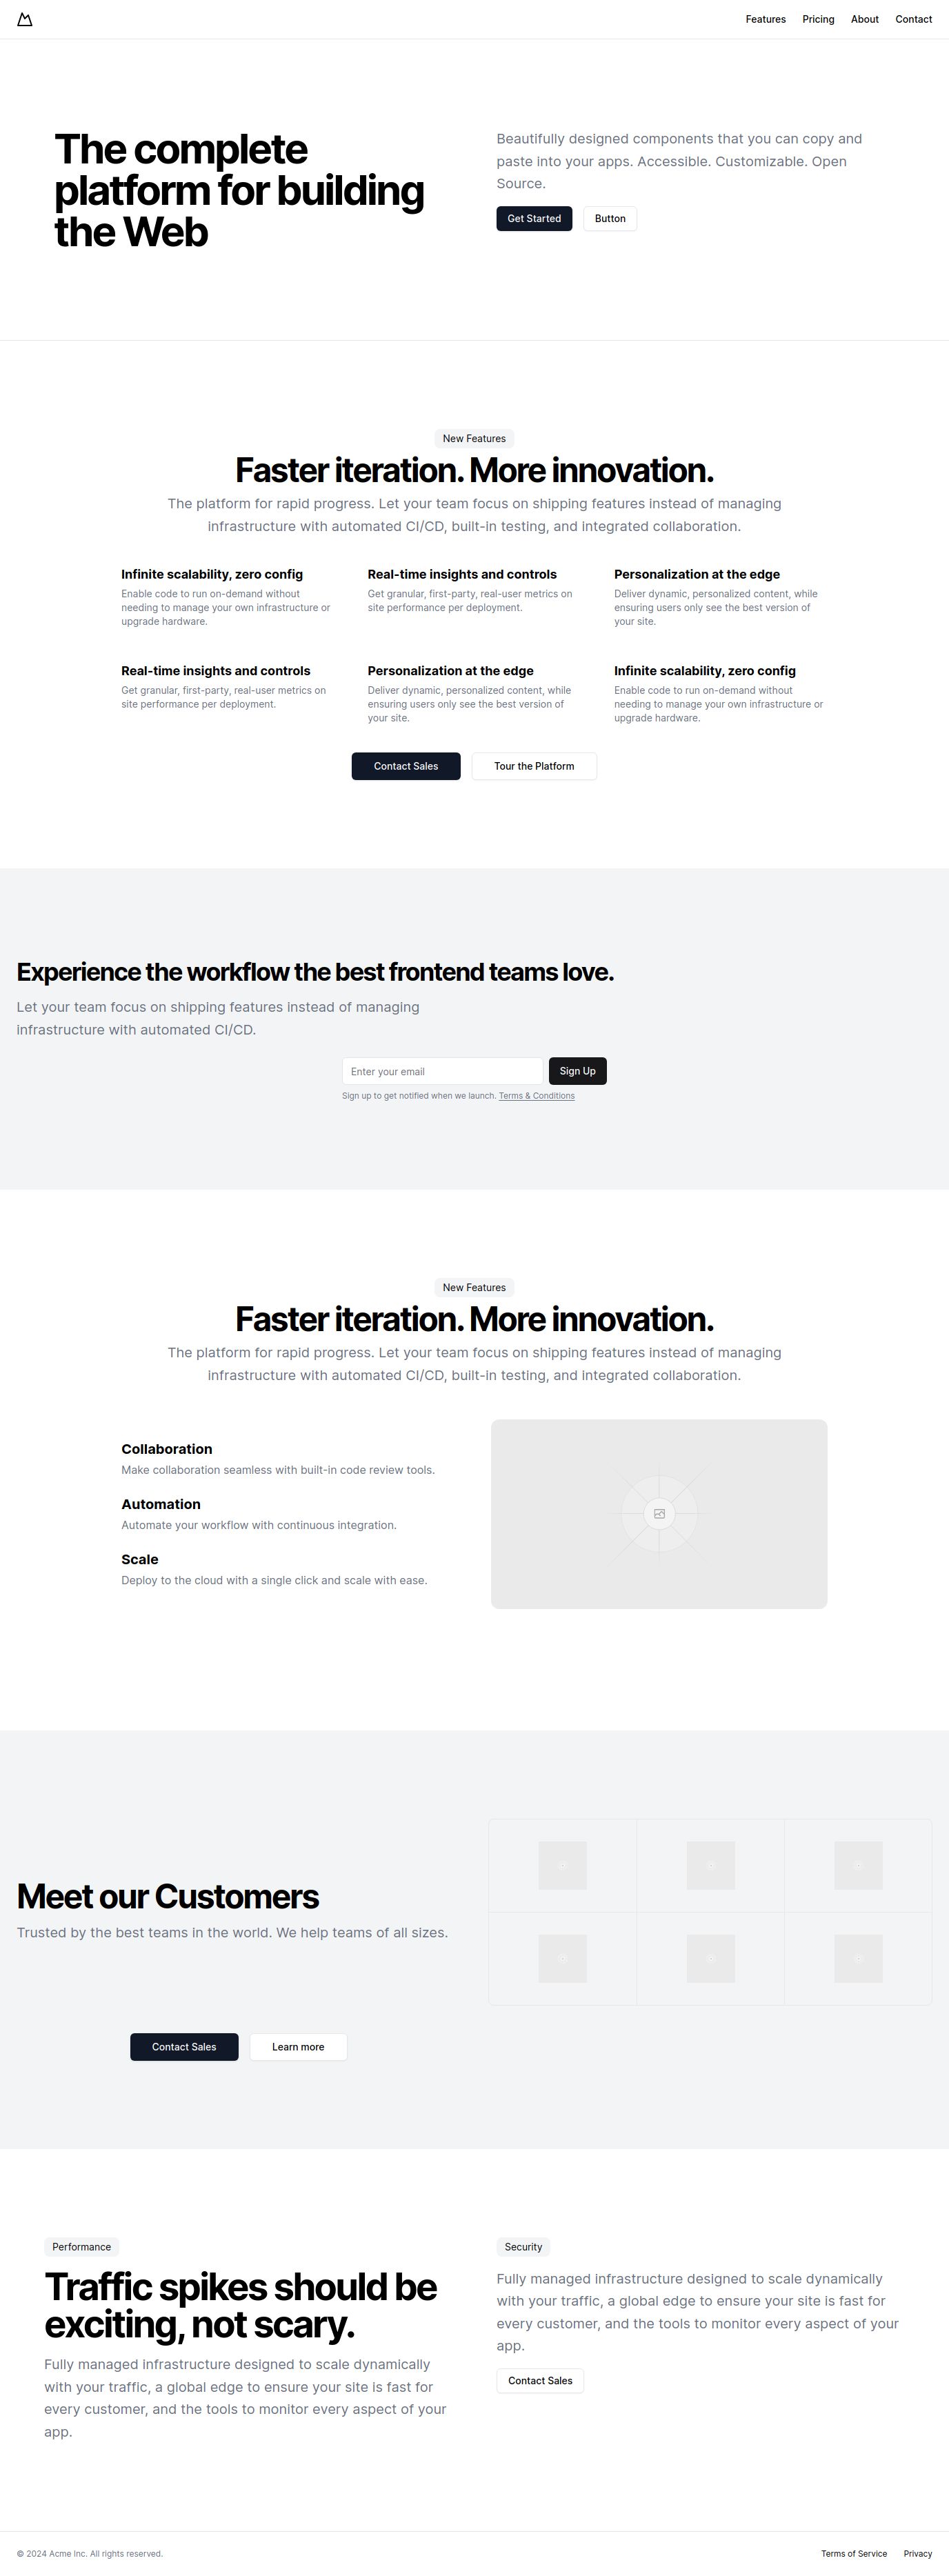 Features Pricing About Contact
The complete
platform for building
the Web
Beautifully designed components that you can copy and
paste into your apps. Accessible. Customizable. Open
Source.
Get Started Button
New Features
Faster iteration. More innovation.
The platform for rapid progress. Let your team focus on shipping features instead of managing
infrastructure with automated CI/CD, built-in testing, and integrated collaboration.
Infinite scalability, zero config
Enable code to run on-demand without
needing to manage your own infrastructure or
upgrade hardware.
Real-time insights and controls
Get granular, first-party, real-user metrics on
site performance per deployment.
Personalization at the edge
Deliver dynamic, personalized content, while
ensuring users only see the best version of
your site.
Real-time insights and controls
Get granular, first-party, real-user metrics on
site performance per deployment.
Personalization at the edge
Deliver dynamic, personalized content, while
ensuring users only see the best version of
your site.
Infinite scalability, zero config
Enable code to run on-demand without
needing to manage your own infrastructure or
upgrade hardware.
Contact Sales Tour the Platform
Experience the workflow the best frontend teams love.
Let your team focus on shipping features instead of managing
infrastructure with automated CI/CD.
Enter your email Sign Up
Sign up to get notified when we launch. Terms & Conditions
New Features
Faster iteration. More innovation.
The platform for rapid progress. Let your team focus on shipping features instead of managing
infrastructure with automated CI/CD, built-in testing, and integrated collaboration.
Collaboration
Make collaboration seamless with built-in code review tools.
Automation
Automate your workflow with continuous integration.
Scale
Deploy to the cloud with a single click and scale with ease.
Meet our Customers
Trusted by the best teams in the world. We help teams of all sizes.
Contact Sales Learn more
Performance
Traffic spikes should be
exciting, not scary.
Fully managed infrastructure designed to scale dynamically
with your traffic, a global edge to ensure your site is fast for
every customer, and the tools to monitor every aspect of your
app.
Security
Fully managed infrastructure designed to scale dynamically
with your traffic, a global edge to ensure your site is fast for
every customer, and the tools to monitor every aspect of your
app.
Contact Sales
© 2024 Acme Inc. All rights reserved.
Terms of Service Privacy